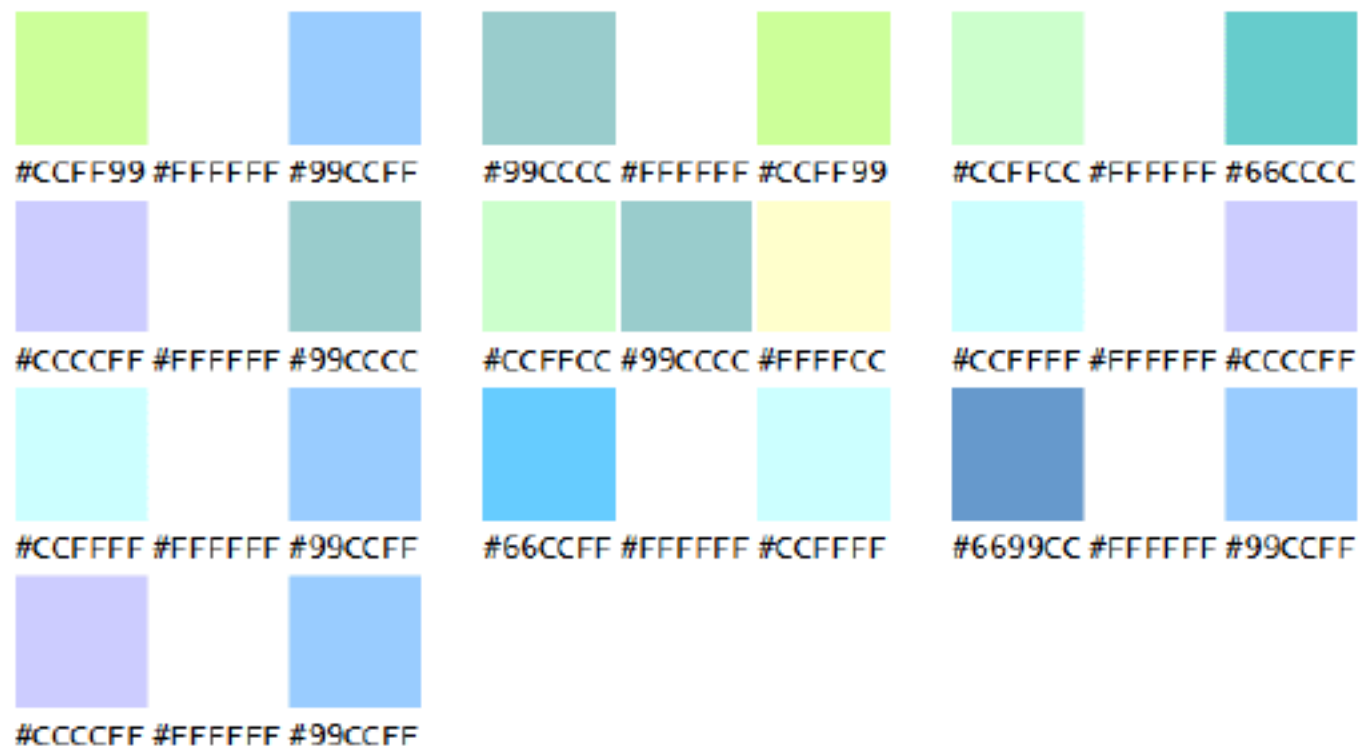 #CCFF99 #FFFFFF #99CCFF #99CCCC #FFFFFF #CCFF99 #CCFFCC #FFFFFF #66CCCC
#CCCCFF #FFFFFF #99CCCC #CCFFCC #99CCCC #FFFFCC #CCFFFF #FFFFFF #CCCCFF
#CCFFFF #FFFFFF #99CCFF #66CCFF #FFFFFF #CCFFFF #6699CC #FFFFFF #99CCFF
#CCCCFF #FFFFFF #99CCFF